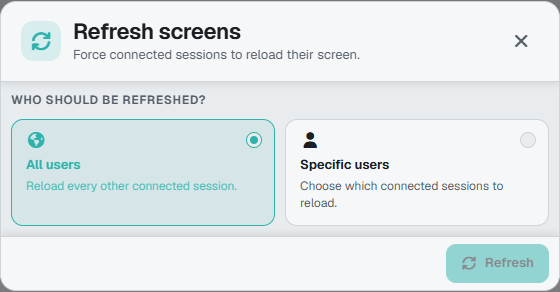 Refresh screens
Force connected sessions to reload their screen.
WHO SHOULD BE REFRESHED?
All users
Reload every other connected session.
Specific users
Choose which connected sessions to
reload.
Refresh